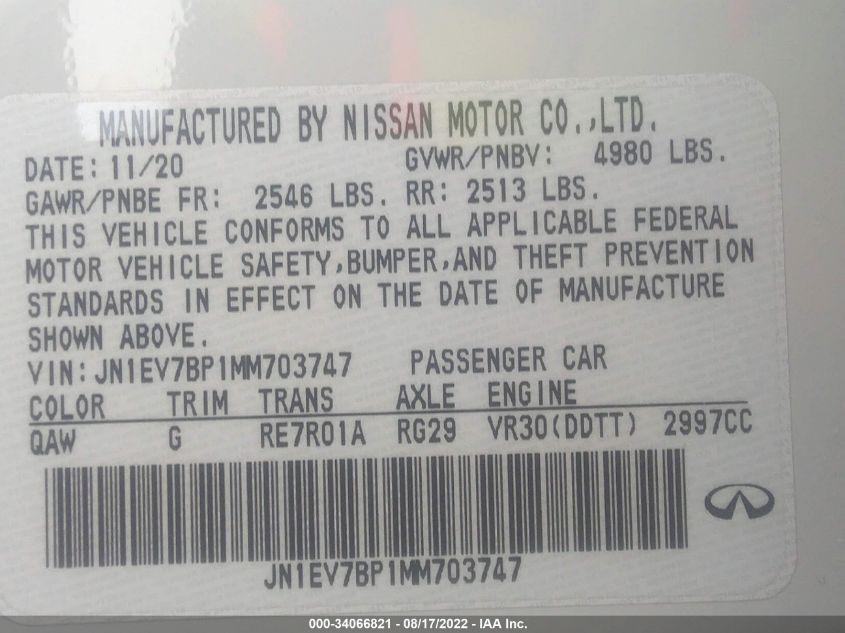 MANUFACTURED BY NISSAN MOTOR CO.,LTD.
DATE: 11/20 GVWR/PNBV: 4980 LBS.
GAWR/PNBE FR: 2546 LBS. RR: 2513 LBS.
THIS VEHICLE CONFORMS TO ALL APPLICABLE FEDERAL
MOTOR VEHICLE SAFETY,BUMPER,AND THEFT PREVENTION
STANDARDS IN EFFECT ON THE DATE OF MANUFACTURE
SHOWN ABOVE.
VIN: JN1EV7BP1MM703747 PASSENGER CAR
COLOR TRIM TRANS AXLE ENGINE
QAW G RE7R01A RG29 VR30(DDTT) 2997CC
JN1EV7BP1MM703747
000-34066821 - 08/17/2022 - IAA Inc.